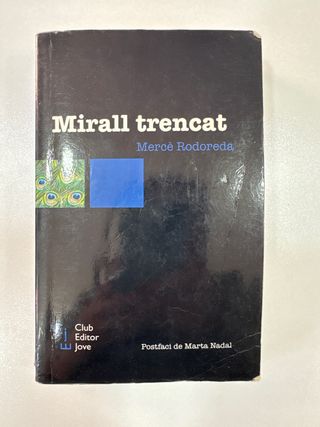 Mirall trencat
Mercè Rodoreda
Club
Editor
Jove
Postfaci de Marta Nadal